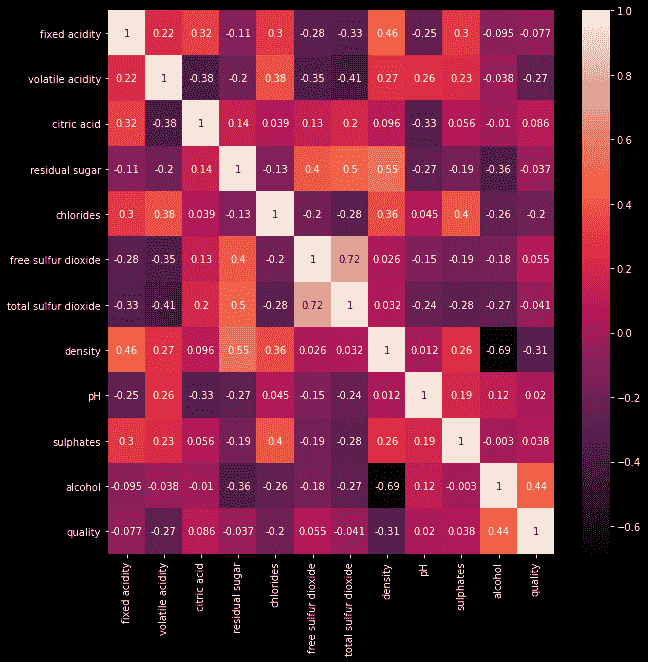 fixed acidity 1 0.22 0.32 -0.11 0.3 -0.28 -0.33 0.46 -0.25 0.3 -0.095 -0.077
volatile acidity 0.22 1 -0.38 -0.2 0.38 -0.35 -0.41 0.27 0.26 0.23 -0.038 -0.27
citric acid 0.32 -0.38 1 0.14 0.039 0.13 0.2 0.096 -0.33 0.056 -0.01 0.086
residual sugar -0.11 -0.2 0.14 1 -0.13 0.4 0.5 0.55 -0.27 -0.19 -0.36 -0.037
chlorides 0.3 0.38 0.039 -0.13 1 -0.2 -0.28 0.36 0.045 0.4 -0.26 -0.2
free sulfur dioxide -0.28 -0.35 0.13 0.4 -0.2 1 0.72 0.026 -0.15 -0.19 -0.18 0.055
total sulfur dioxide -0.33 -0.41 0.2 0.5 -0.28 0.72 1 0.032 -0.24 -0.28 -0.27 -0.041
density 0.46 0.27 0.096 0.55 0.36 0.026 0.032 1 0.012 0.26 -0.69 -0.31
pH -0.25 0.26 -0.33 -0.27 0.045 -0.15 -0.24 0.012 1 0.19 0.12 0.02
sulphates 0.3 0.23 0.056 -0.19 0.4 -0.19 -0.28 0.26 0.19 1 -0.003 0.038
alcohol -0.095 -0.038 -0.01 -0.36 -0.26 -0.18 -0.27 -0.69 0.12 -0.003 1 0.44
quality -0.077 -0.27 0.086 -0.037 -0.2 0.055 -0.041 -0.31 0.02 0.038 0.44 1
fixed acidity
volatile acidity
citric acid
residual sugar
chlorides
free sulfur dioxide
total sulfur dioxide
density
pH
sulphates
alcohol
quality
1.0
0.8
0.6
0.4
0.2
0.0
−0.2
−0.4
−0.6